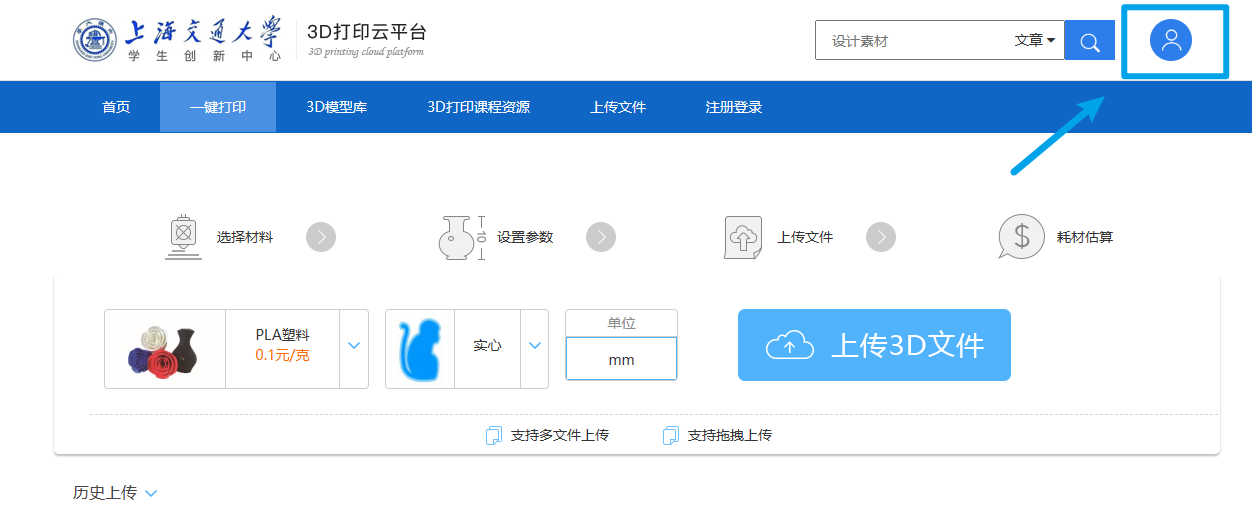 上海交通大学
学生创新中心
3D打印云平台
3D printing cloud platform
设计素材
文章
首页
一键打印
3D模型库
3D打印课程资源
上传文件
注册登录
选择材料
10
设置参数
上传文件
$
耗材估算
PLA塑料
0.1元/克
实心
单位
mm
上传3D文件
支持多文件上传
支持拖拽上传
历史上传